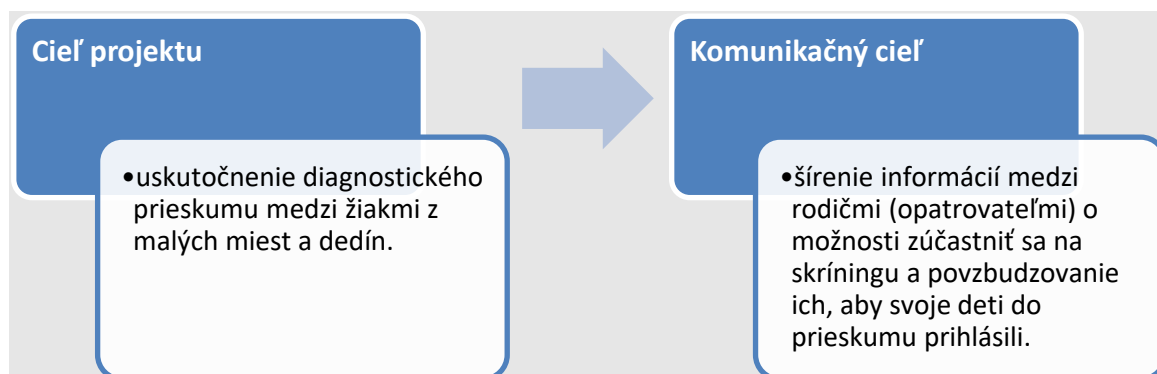 Cieľ projektu
•uskutočnenie diagnostického
prieskumu medzi žiakmi z
malých miest a dedín.
Komunikačný cieľ
•šírenie informácií medzi
rodičmi (opatrovateľmi) o
možnosti zúčastniť sa na
skríningu a povzbudzovanie
ich, aby svoje deti do
prieskumu prihlásili.